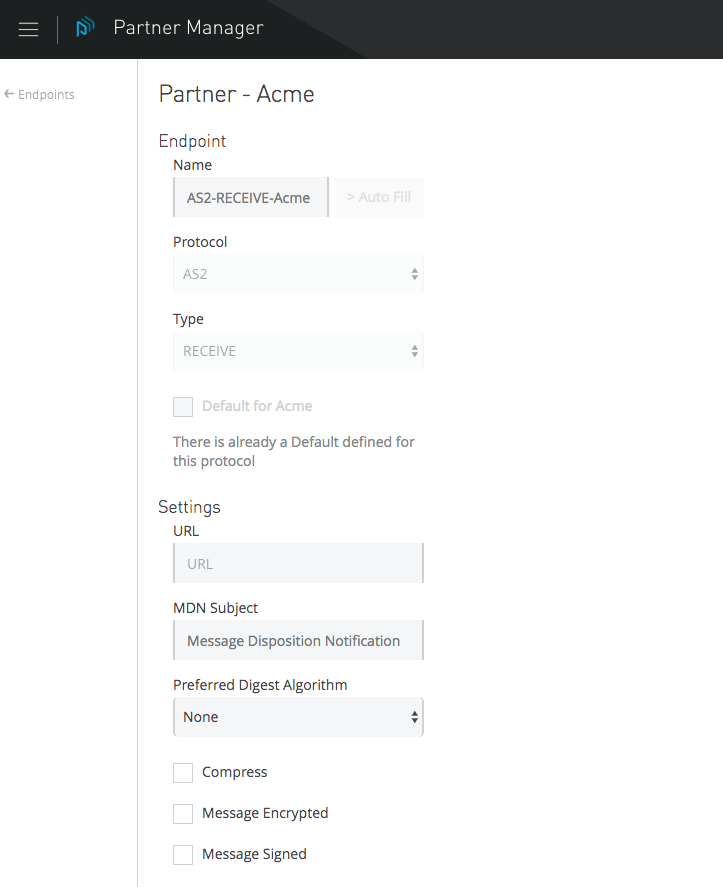 Partner Manager
Endpoints
Partner - Acme
Endpoint
Name
AS2-RECEIVE-Acme
> Auto Fill
Protocol
AS2
Type
RECEIVE
Default for Acme
There is already a Default defined for
this protocol
Settings
URL
URL
MDN Subject
Message Disposition Notification
Preferred Digest Algorithm
None
Compress
Message Encrypted
Message Signed